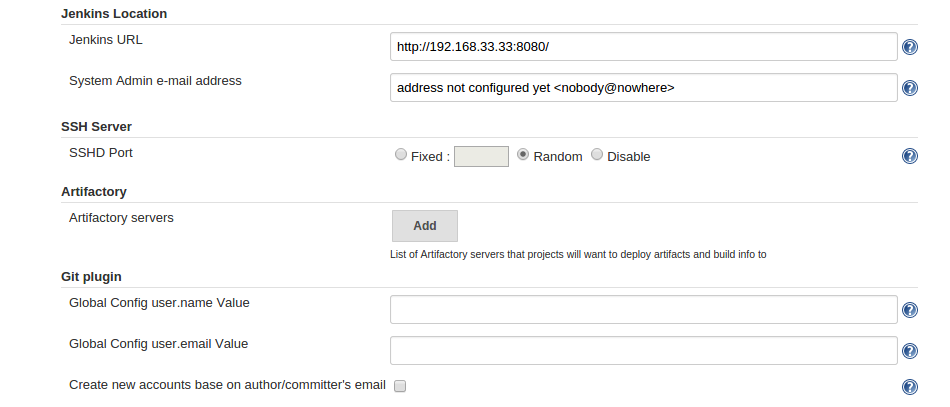 Jenkins Location
Jenkins URL http://192.168.33.33:8080/ ?
System Admin e-mail address address not configured yet <nobody@nowhere> ?
SSH Server
SSHD Port Fixed : Random Disable ?
Artifactory
Artifactory servers Add
List of Artifactory servers that projects will want to deploy artifacts and build info to
Git plugin
Global Config user.name Value ?
Global Config user.email Value ?
Create new accounts base on author/committer's email ?